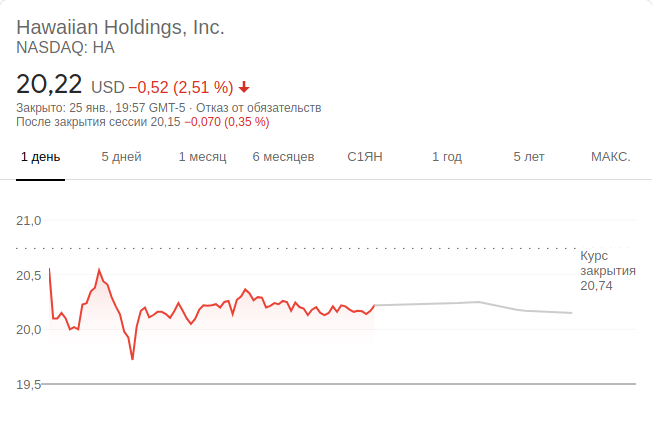 Hawaiian Holdings, Inc.
NASDAQ: HA
20,22 USD −0,52 (2,51 %)
Закрыто: 25 янв., 19:57 GMT-5 · Отказ от обязательств
После закрытия сессии 20,15 −0,070 (0,35 %)
1 день 5 дней 1 месяц 6 месяцев С1ЯН 1 год 5 лет МАКС.
21,0
Курс
закрытия
20,74
20,5
20,0
19,5